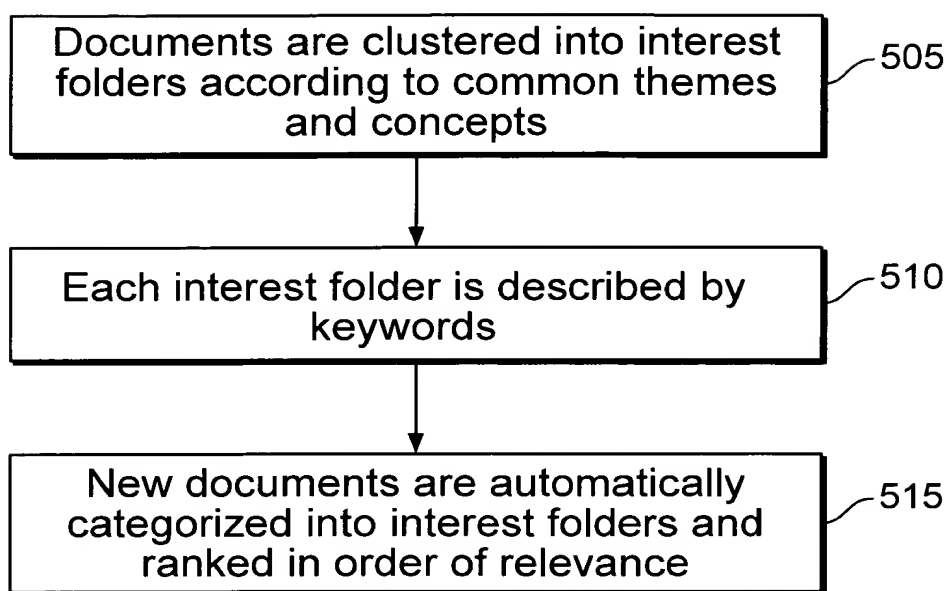 Documents are clustered into interest
folders according to common themes
and concepts
505
Each interest folder is described by
keywords
510
New documents are automatically
categorized into interest folders and
ranked in order of relevance
515